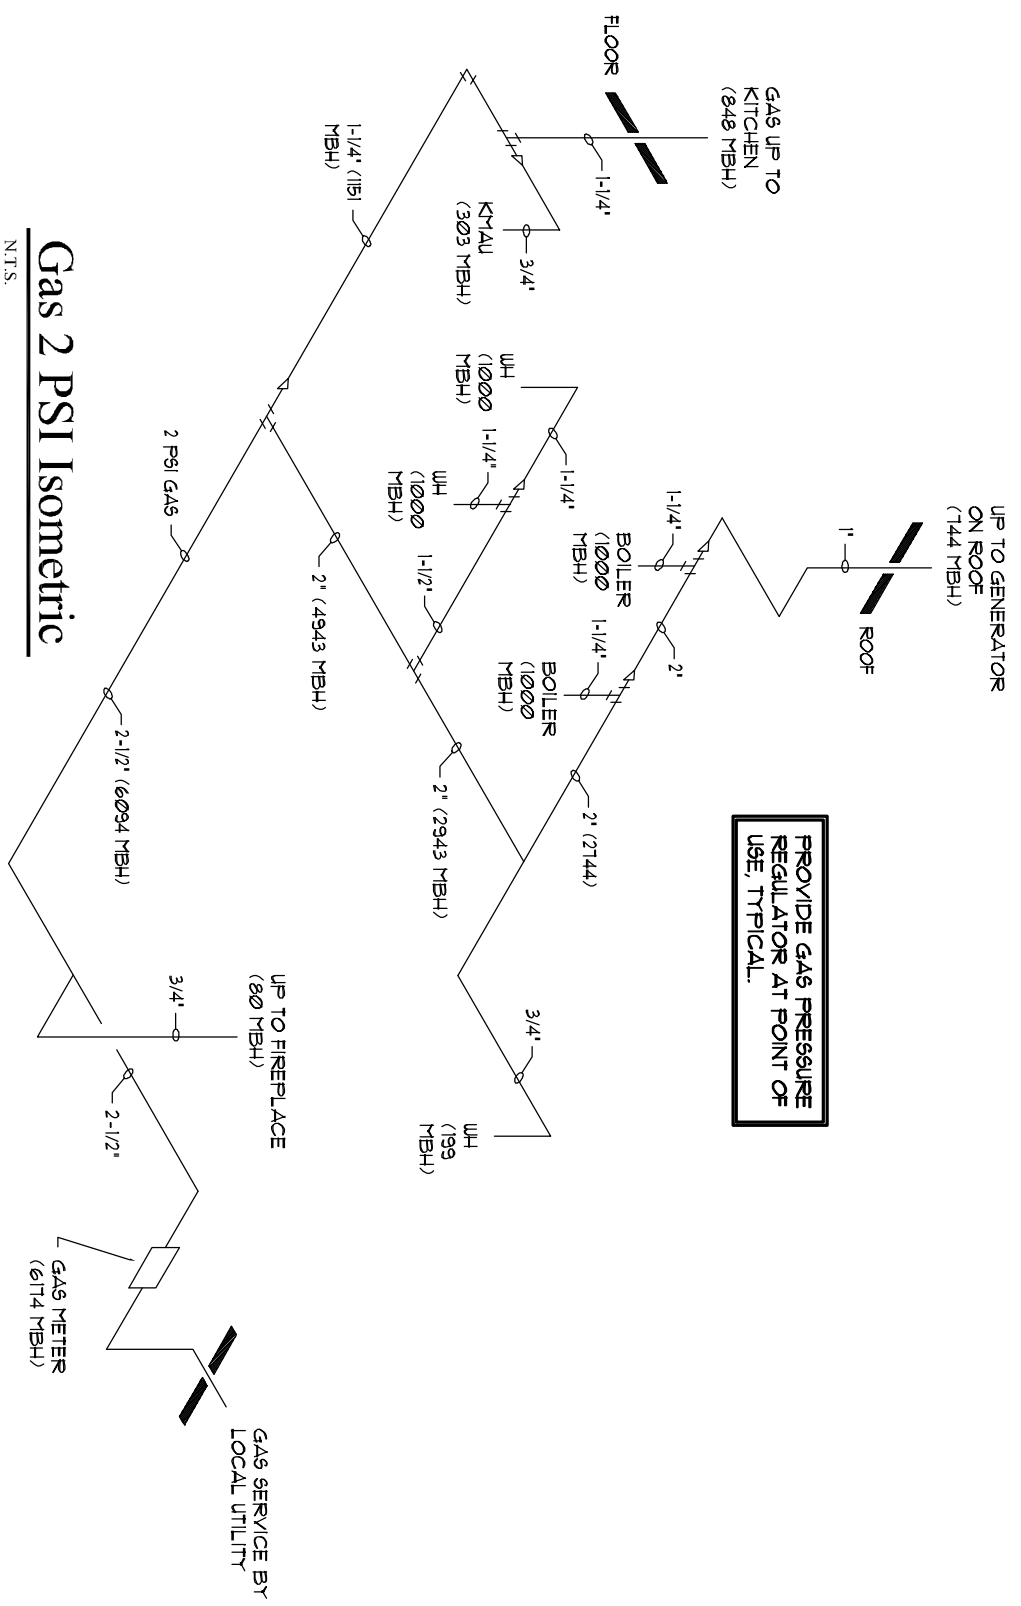 UP TO GENERATOR
ON ROOF
(744 MBH)
ROOF
1"
PROVIDE GAS PRESSURE
REGULATOR AT POINT OF
USE, TYPICAL.
GAS UP TO
KITCHEN
(848 MBH)
FLOOR
1-1/4"
2"
1-1/4"
BOILER
(1000
MBH)
1-1/4"
BOILER
(1000
MBH)
2" (2744)
1-1/4"
3/4"
3/4"
KMAU
(303 MBH)
WH
(1000
MBH)
1-1/4"
WH
(1000
MBH)
1-1/2"
2" (2943 MBH)
WH
(199
MBH)
1-1/4" (1151
MBH)
2" (4943 MBH)
UP TO FIREPLACE
(80 MBH)
GAS SERVICE BY
LOCAL UTILITY
2 PSI GAS
3/4"
2-1/2" (6094 MBH)
2-1/2"
GAS METER
(6174 MBH)
Gas 2 PSI Isometric
N.T.S.